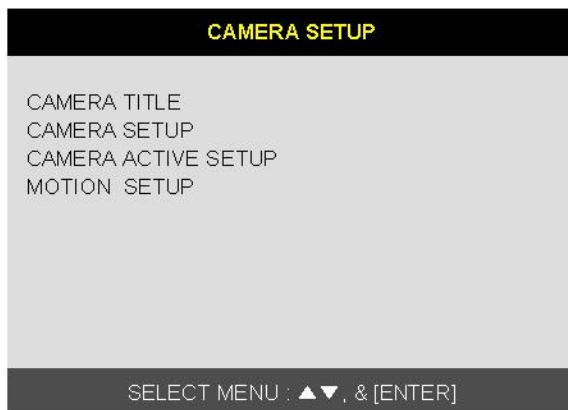 CAMERA SETUP
CAMERA TITLE
CAMERA SETUP
CAMERA ACTIVE SETUP
MOTION SETUP
SELECT MENU : ▲▼, & [ENTER]